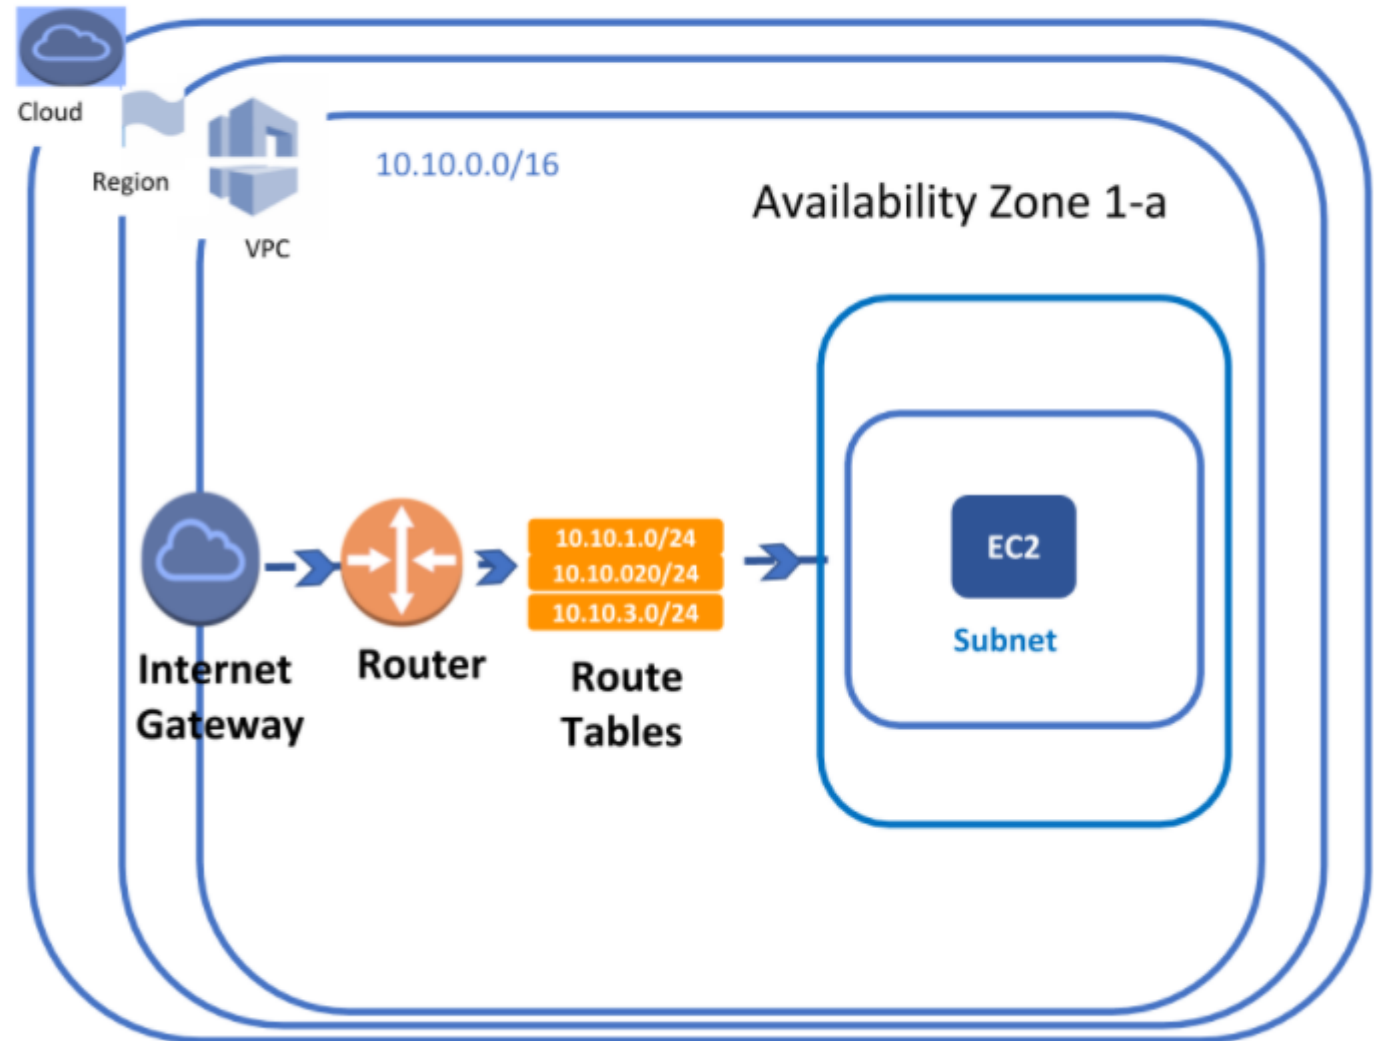 Cloud
Region
VPC
10.10.0.0/16
Availability Zone 1-a
Internet
Gateway
Router
10.10.1.0/24
10.10.020/24
10.10.3.0/24
Route
Tables
EC2
Subnet